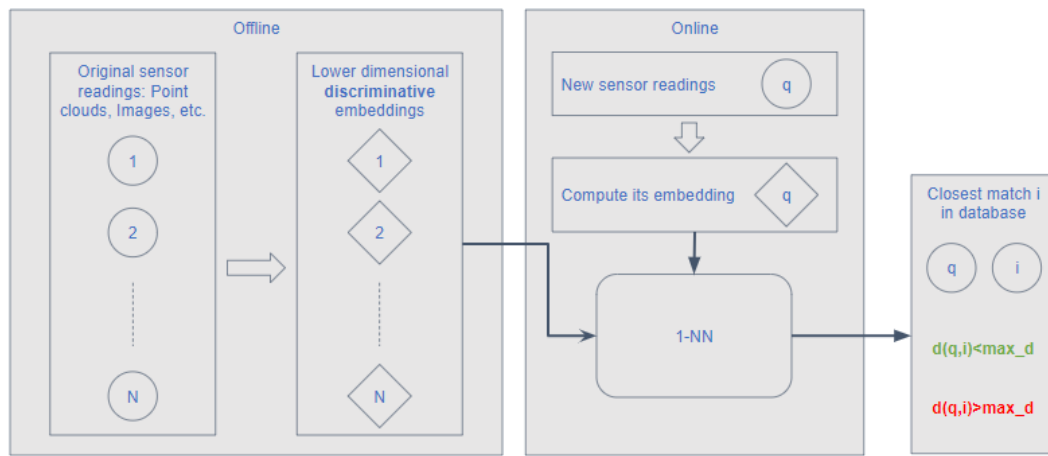 Offline
Original sensor
readings: Point
clouds, Images, etc.
1
2
N
Lower dimensional
discriminative
embeddings
1
2
N
Online
New sensor readings
q
Compute its embedding
q
1-NN
Closest match i
in database
q
i
d(q,i)<max_d
d(q,i)>max_d